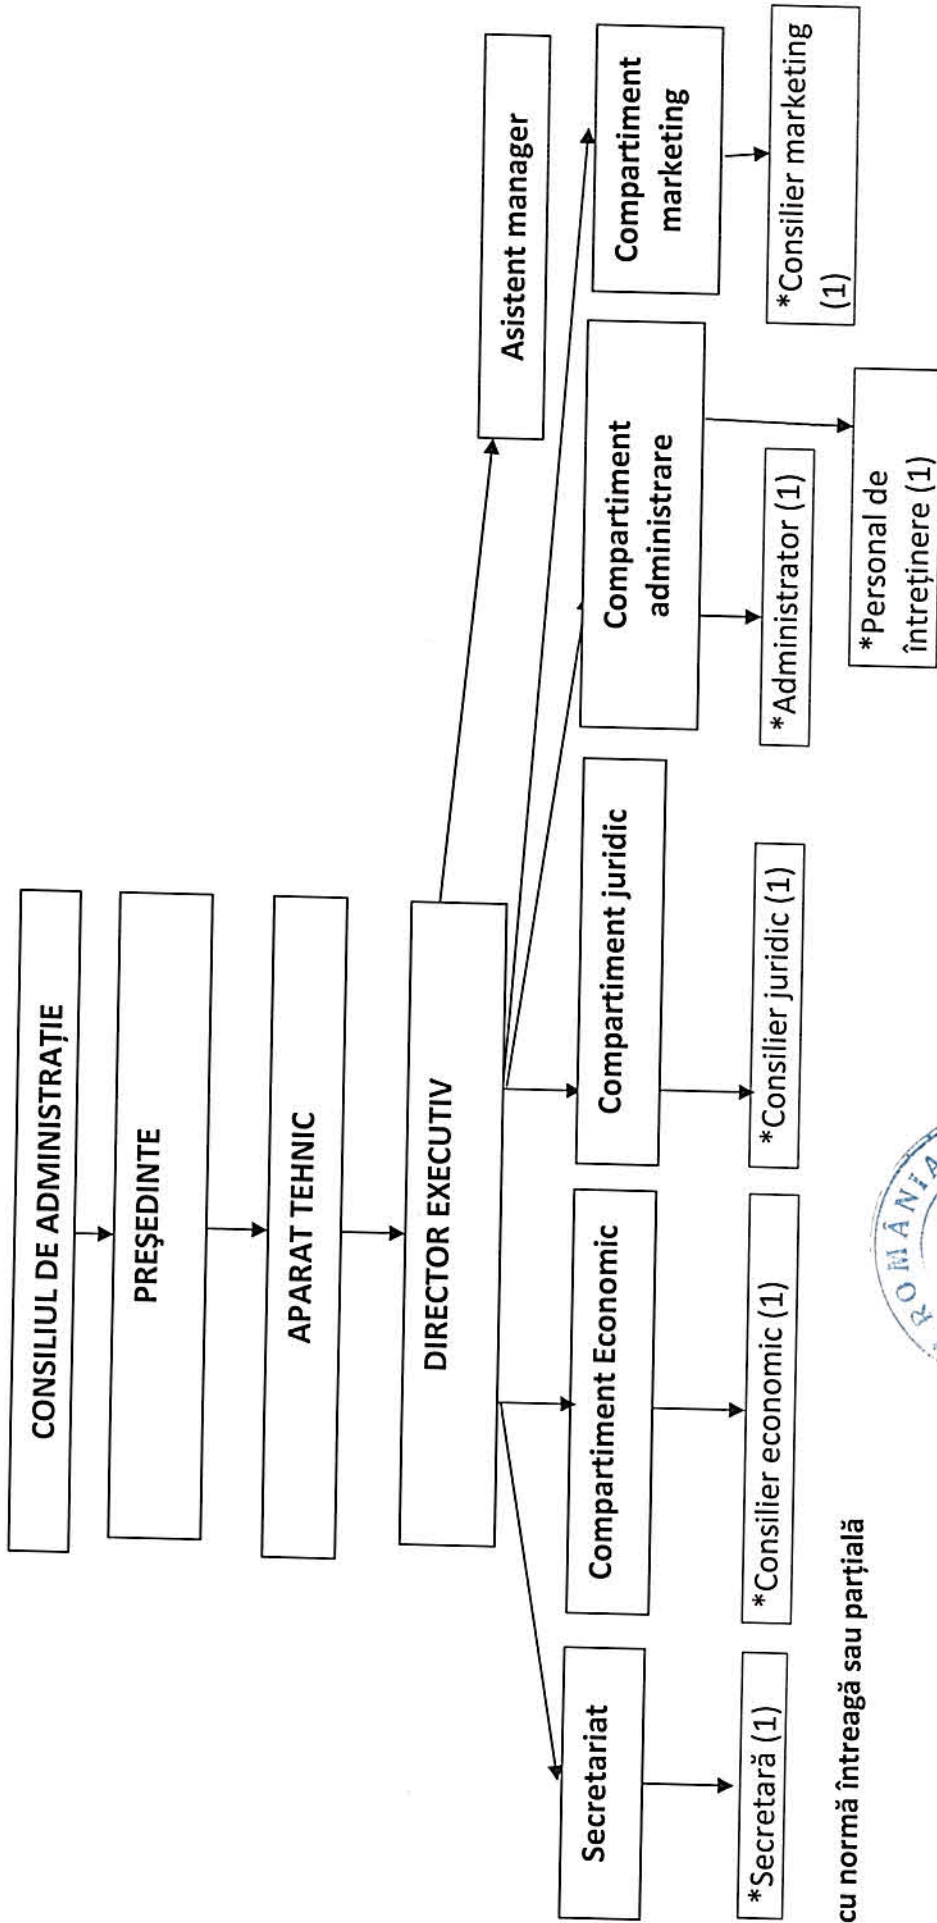 CONSILIUL DE ADMINISTRAȚIE
PREȘEDINTE
APARAT TEHNIC
DIRECTOR EXECUTIV
Asistent manager
Secretariat
Compartiment Economic
Compartiment juridic
Compartiment
administrare
Compartiment
marketing
*Secretară (1)
*Consilier economic (1)
*Consilier juridic (1)
*Administrator (1)
*Consilier marketing
(1)
*Personal de
întreținere (1)
cu normă întreagă sau parțială
ROMÂNIA